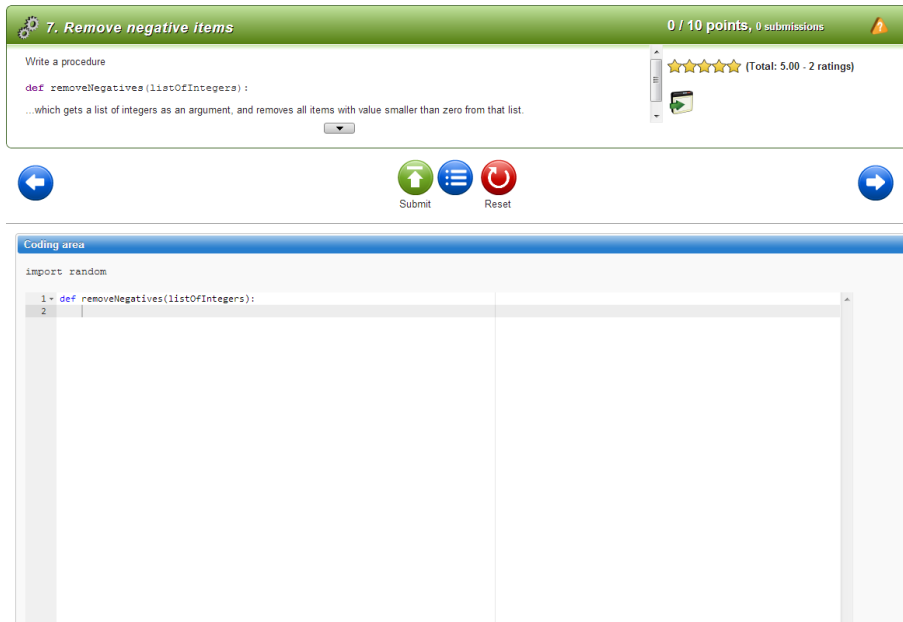 7. Remove negative items
0 / 10 points, 0 submissions
Write a procedure
(Total: 5.00 - 2 ratings)
def removeNegatives(listOfIntegers):
...which gets a list of integers as an argument, and removes all items with value smaller than zero from that list.
Submit
Reset
Coding area
import random
1 def removeNegatives(listOfIntegers):
2